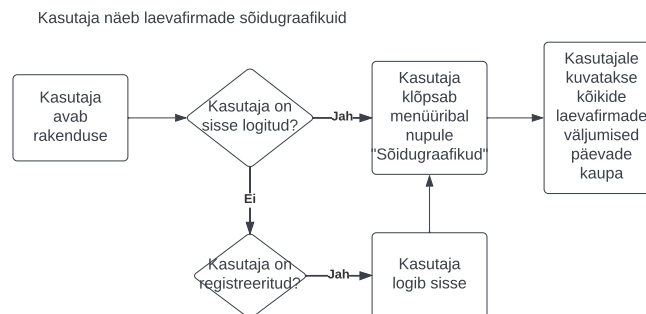 Kasutaja näeb laevafirmade sõidugraafikuid
Kasutaja
avab
rakenduse
Kasutaja on
sisse logitud?
Jah
Kasutaja
klõpsab
menüüribal
nupule
"Sõidugraafikud"
Kasutajale
kuvatakse
kõikide
laevafirmade
väljumised
päevade
kaupa
Ei
Kasutaja on
registreeritud?
Jah
Kasutaja
logib sisse